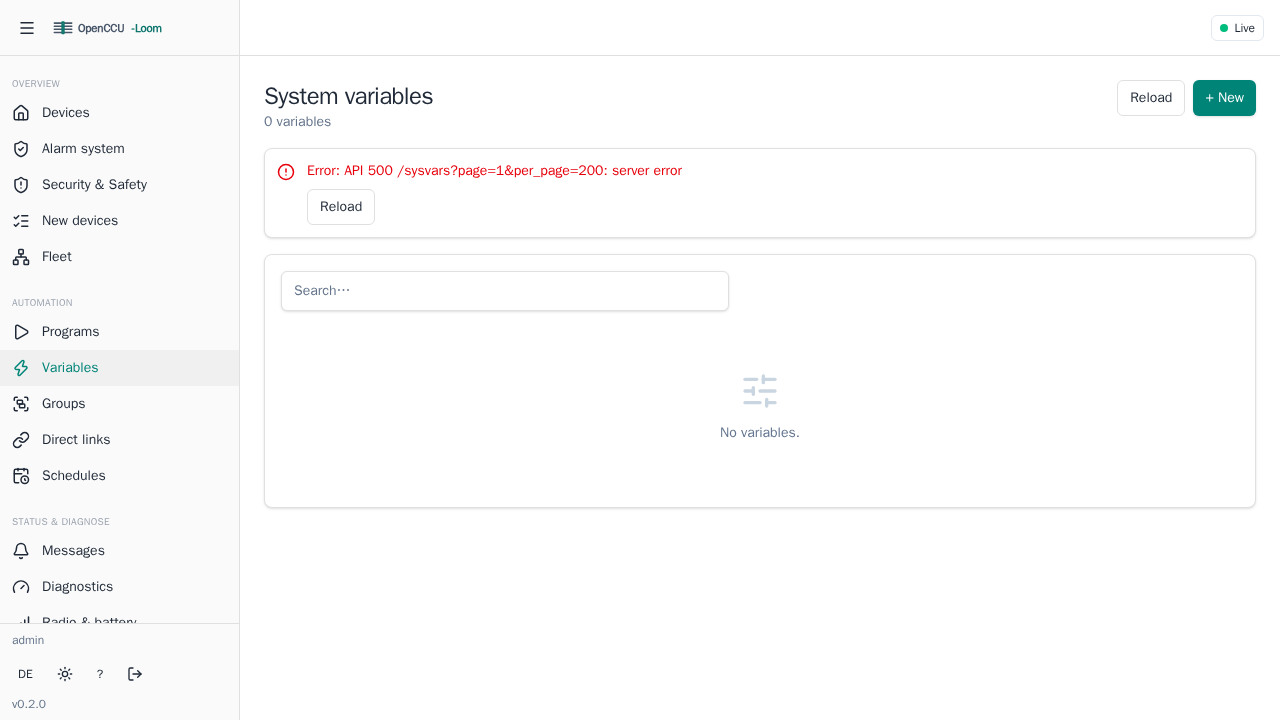 OpenCCU -Loom
Live
OVERVIEW
Devices
Alarm system
Security & Safety
New devices
Fleet
AUTOMATION
Programs
Variables
Groups
Direct links
Schedules
STATUS & DIAGNOSE
Messages
Diagnostics
Radio & battery
admin
DE
?
v0.2.0
System variables
0 variables
Reload
+ New
Error: API 500 /sysvars?page=1&per_page=200: server error
Reload
Search…
No variables.